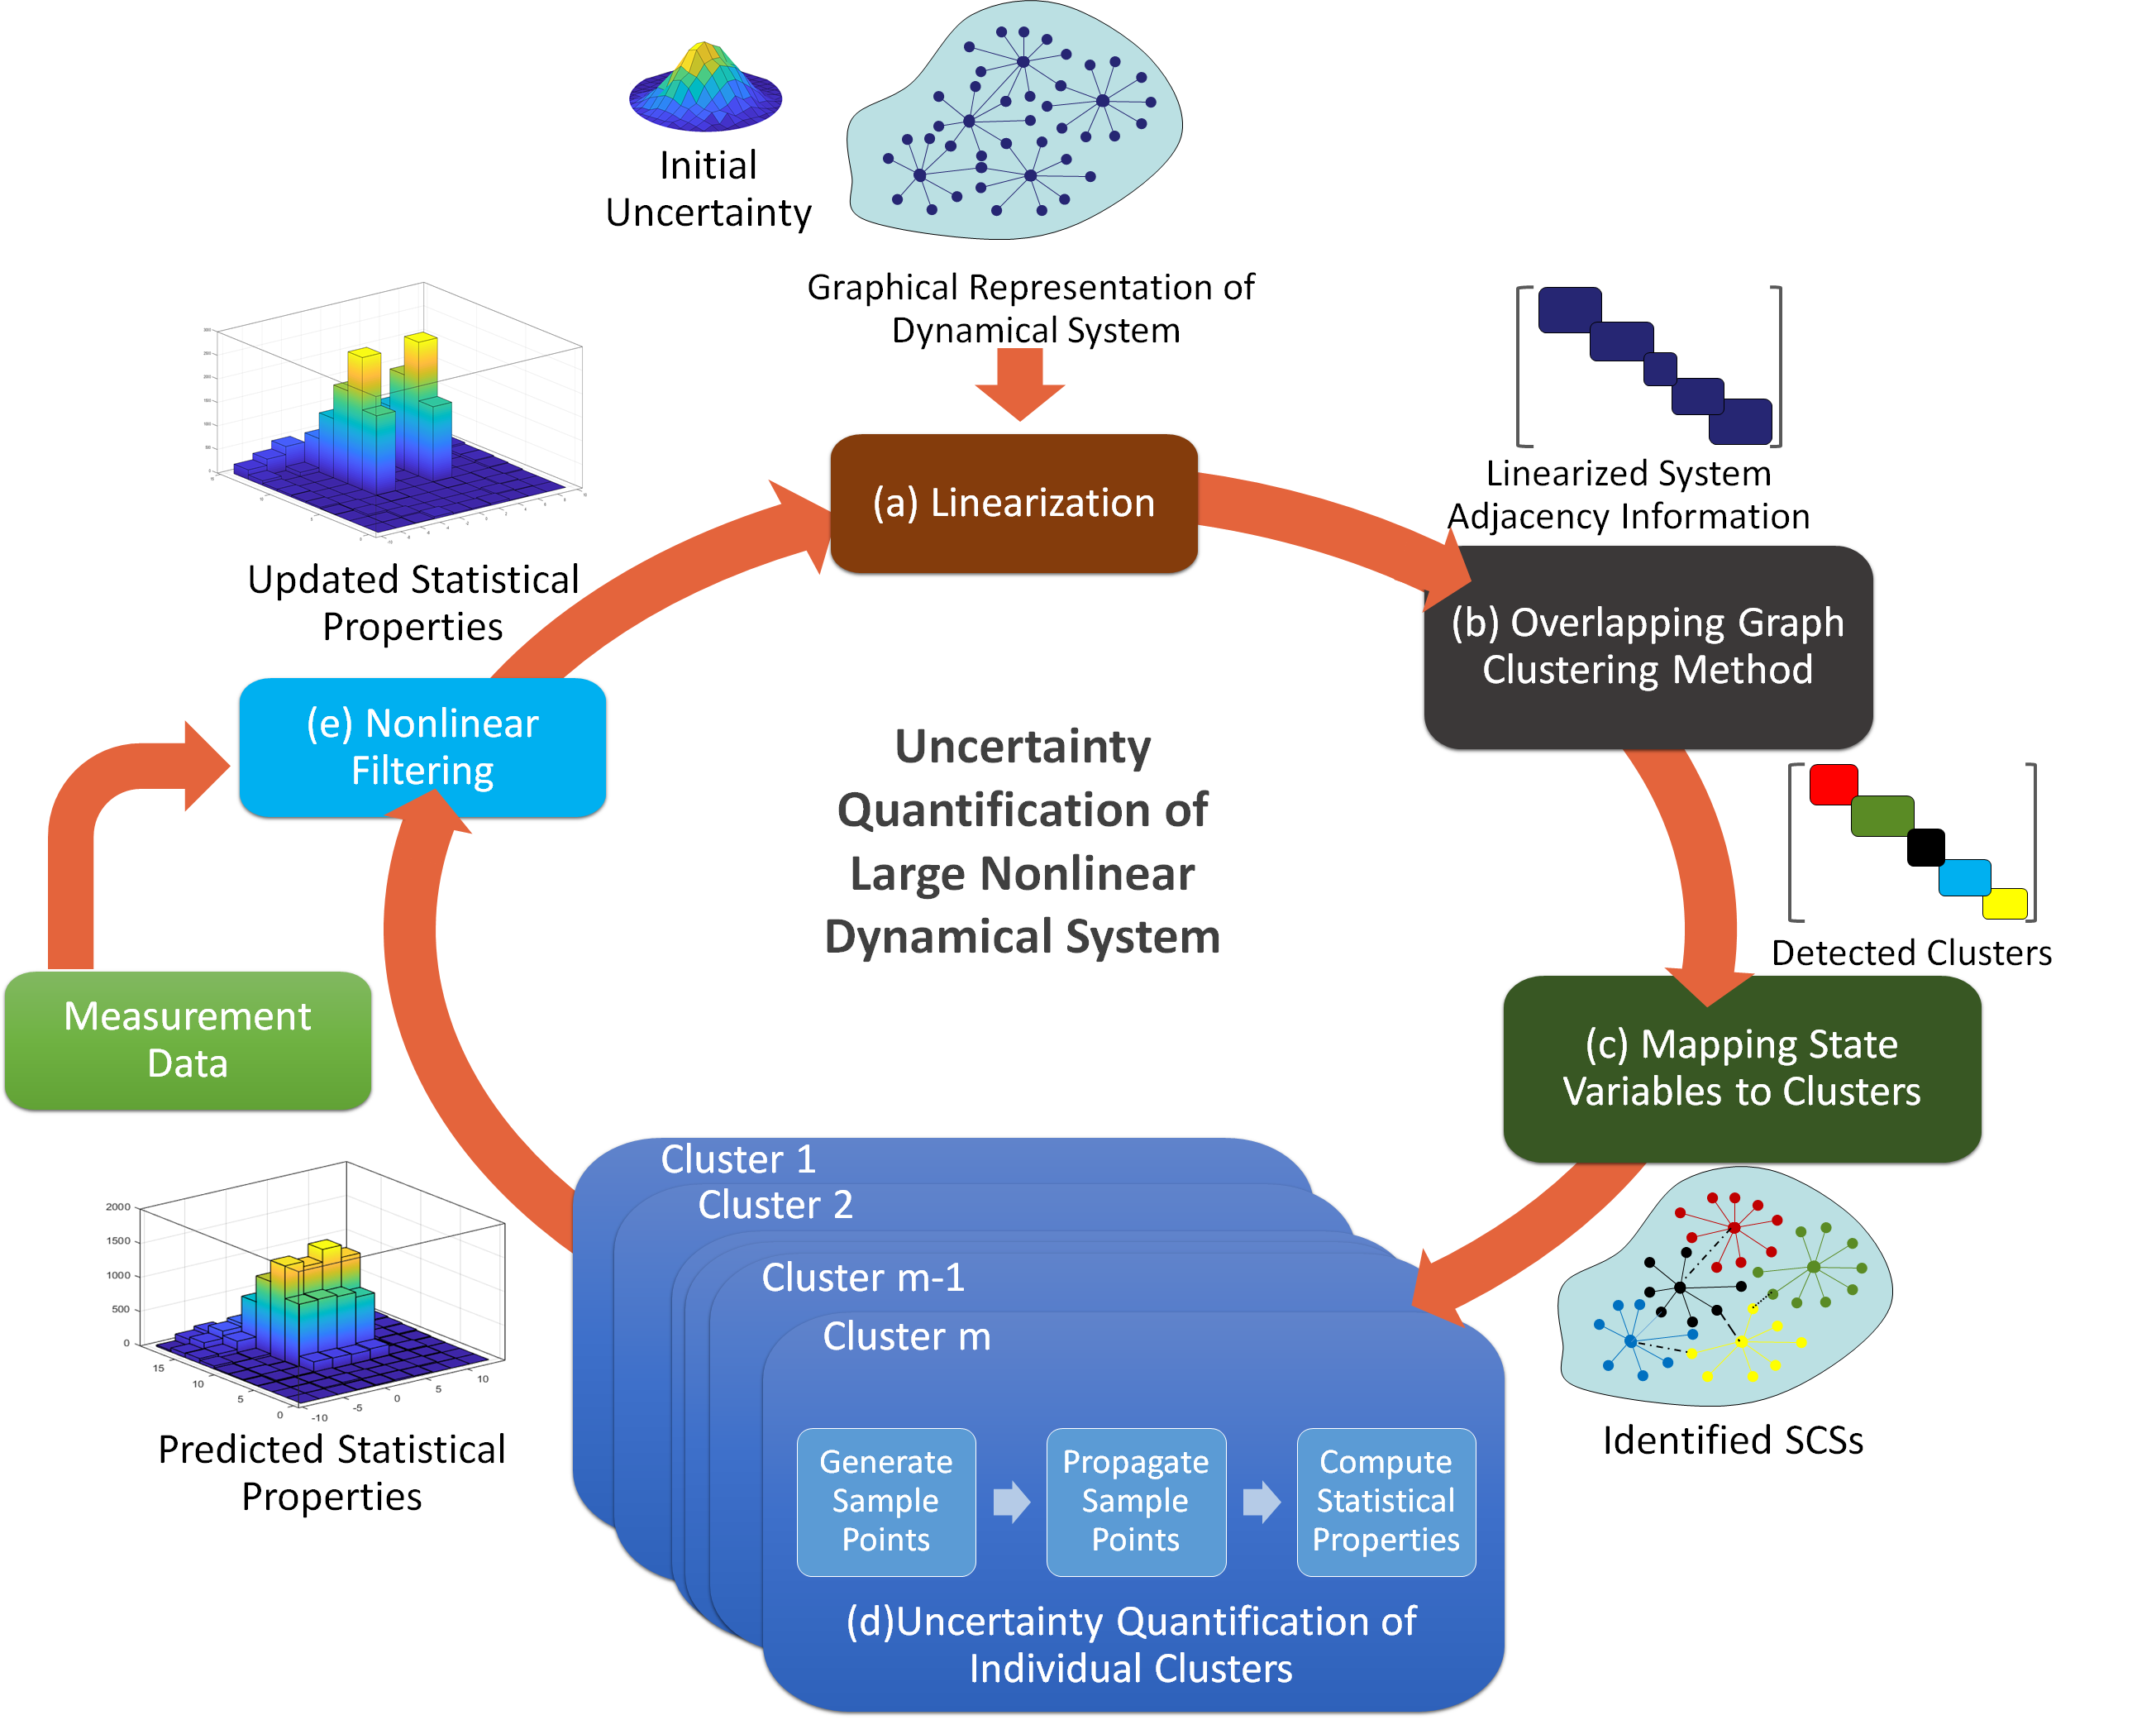 Initial
Uncertainty
Graphical Representation of
Dynamical System
Linearized System
Adjacency Information
(a) Linearization
(b) Overlapping Graph
Clustering Method
Updated Statistical
Properties
(e) Nonlinear
Filtering
Uncertainty
Quantification of
Large Nonlinear
Dynamical System
Detected Clusters
Measurement
Data
(c) Mapping State
Variables to Clusters
Cluster 1
Cluster 2
Cluster m-1
Cluster m
2000
1500
1000
500
0
15
10
5
0
-10
-5
0
5
10
Predicted Statistical
Properties
Identified SCSs
Generate
Sample
Points
Propagate
Sample
Points
Compute
Statistical
Properties
(d)Uncertainty Quantification of
Individual Clusters